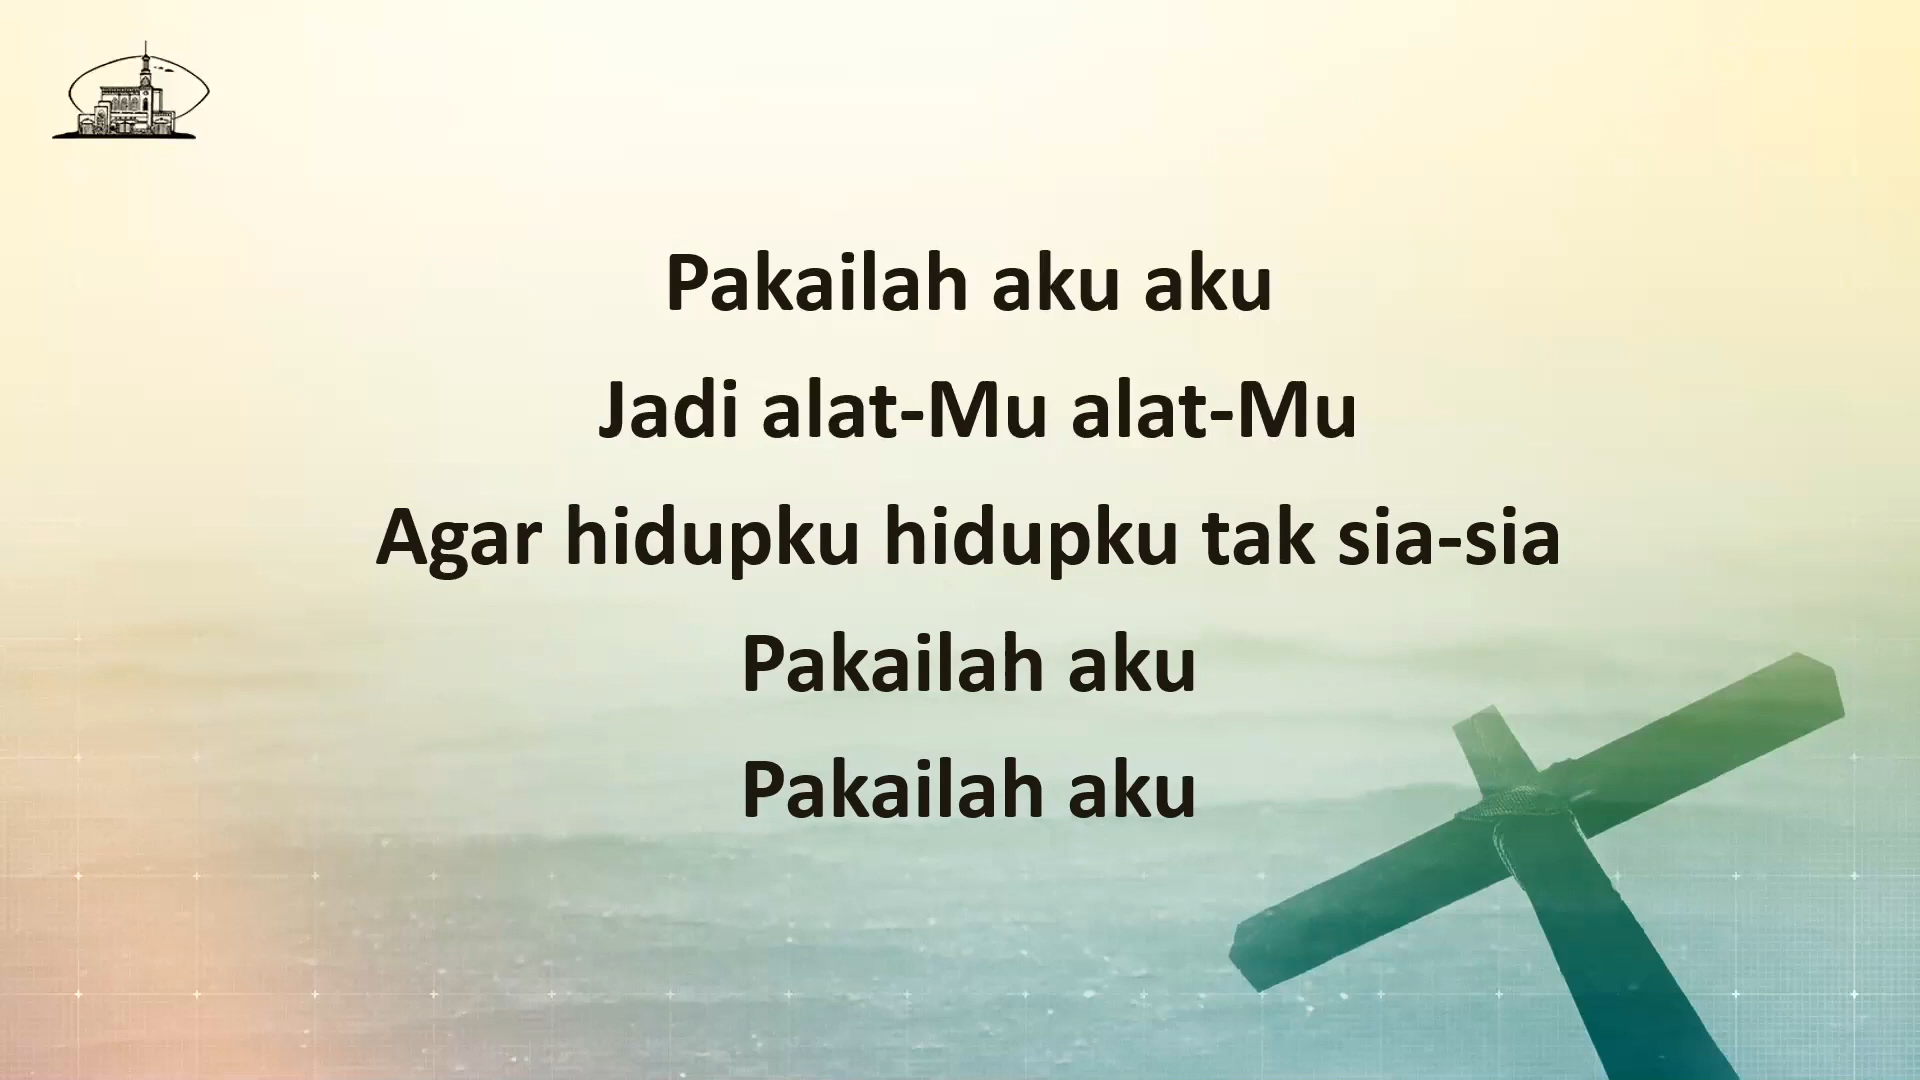 Pakailah aku aku
Jadi alat-Mu alat-Mu
Agar hidupku hidupku tak sia-sia
Pakailah aku
Pakailah aku